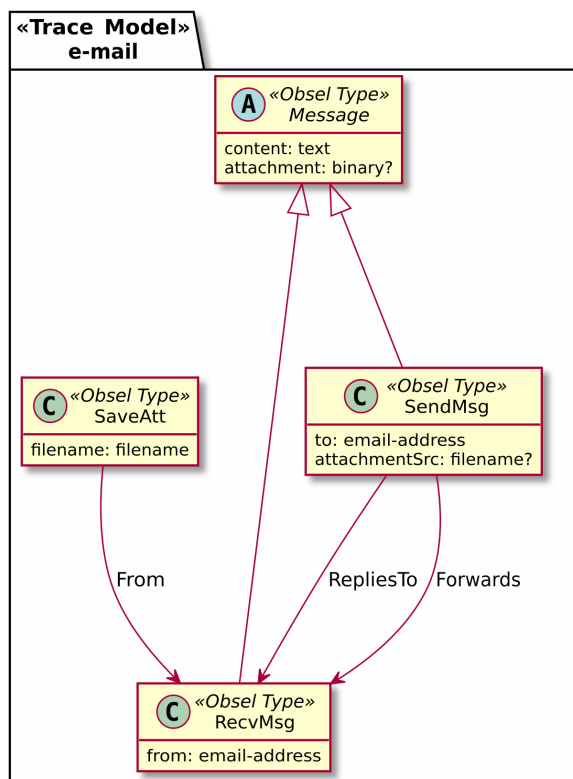 «Trace Model»
e-mail
A
«Obsel Type»
Message
content: text
attachment: binary?
C
«Obsel Type»
SaveAtt
filename: filename
C
«Obsel Type»
SendMsg
to: email-address
attachmentSrc: filename?
From
RepliesTo
Forwards
C
«Obsel Type»
RecvMsg
from: email-address